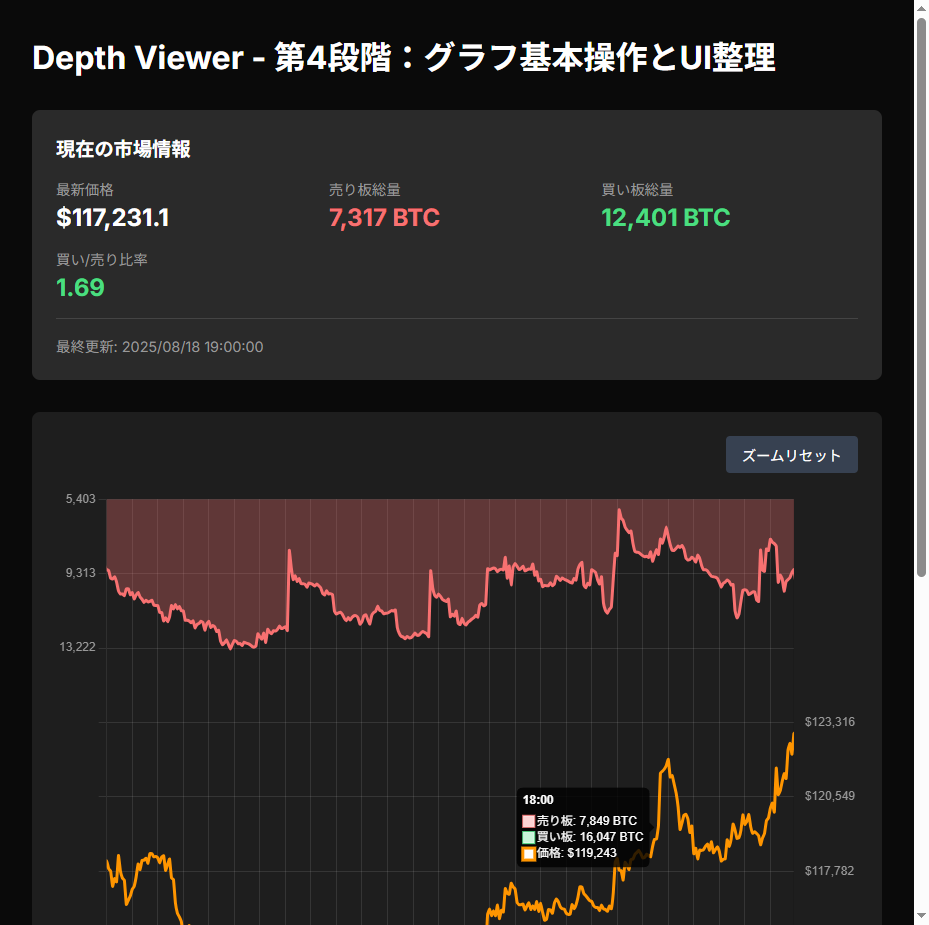 Depth Viewer - 第4段階：グラフ基本操作とUI整理
現在の市場情報
最新価格 売り板総量 買い板総量
$117,231.1 7,317 BTC 12,401 BTC
買い/売り比率
1.69
最終更新: 2025/08/18 19:00:00
ズームリセット
5,403
9,313
13,222
$123,316
$120,549
18:00
売り板: 7,849 BTC
買い板: 16,047 BTC
価格: $119,243
$117,782